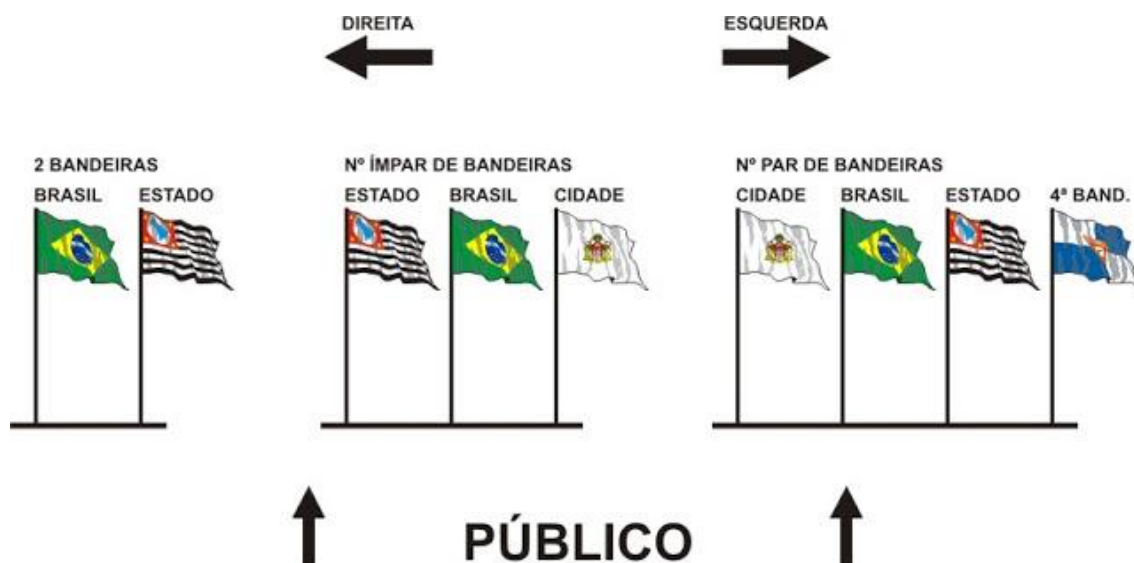 DIREITA
ESQUERDA
2 BANDEIRAS
BRASIL ESTADO
Nº ÍMPAR DE BANDEIRAS
ESTADO BRASIL CIDADE
Nº PAR DE BANDEIRAS
CIDADE BRASIL ESTADO 4ª BAND.
PÚBLICO